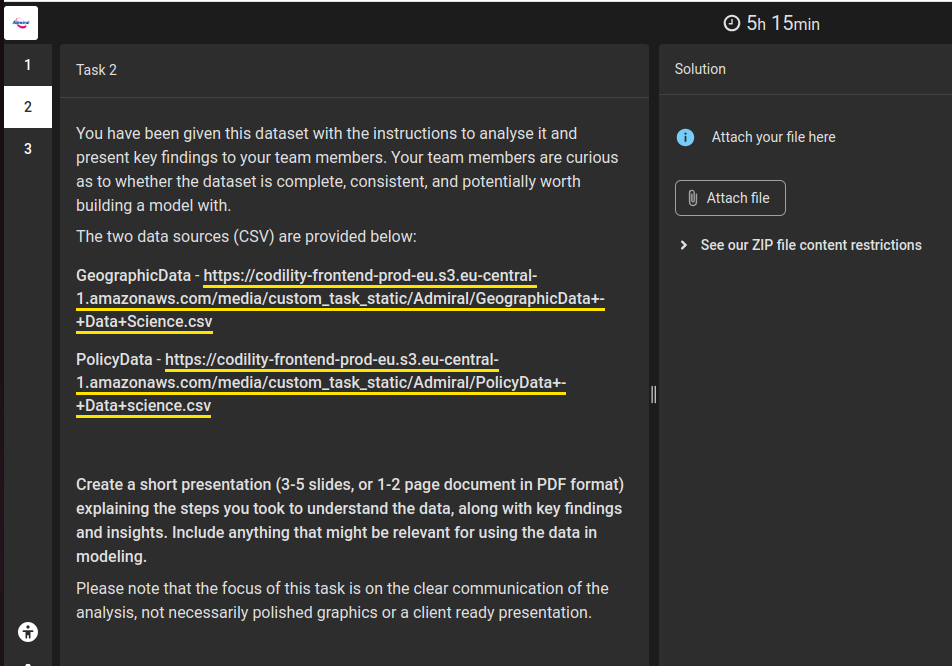 Admiral
5h 15min
1
2
3
Task 2
You have been given this dataset with the instructions to analyse it and
present key findings to your team members. Your team members are curious
as to whether the dataset is complete, consistent, and potentially worth
building a model with.
The two data sources (CSV) are provided below:
GeographicData - https://codility-frontend-prod-eu.s3.eu-central-
1.amazonaws.com/media/custom_task_static/Admiral/GeographicData+-
+Data+Science.csv
PolicyData - https://codility-frontend-prod-eu.s3.eu-central-
1.amazonaws.com/media/custom_task_static/Admiral/PolicyData+-
+Data+science.csv
Create a short presentation (3-5 slides, or 1-2 page document in PDF format)
explaining the steps you took to understand the data, along with key findings
and insights. Include anything that might be relevant for using the data in
modeling.
Please note that the focus of this task is on the clear communication of the
analysis, not necessarily polished graphics or a client ready presentation.
Solution
Attach your file here
Attach file
See our ZIP file content restrictions